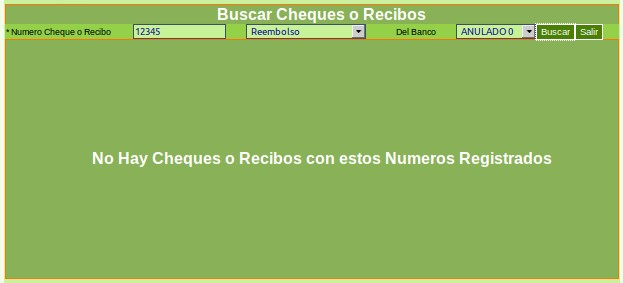 Buscar Cheques o Recibos
* Numero Cheque o Recibo 12345 Reembolso Del Banco ANULADO 0 Buscar Salir
No Hay Cheques o Recibos con estos Numeros Registrados